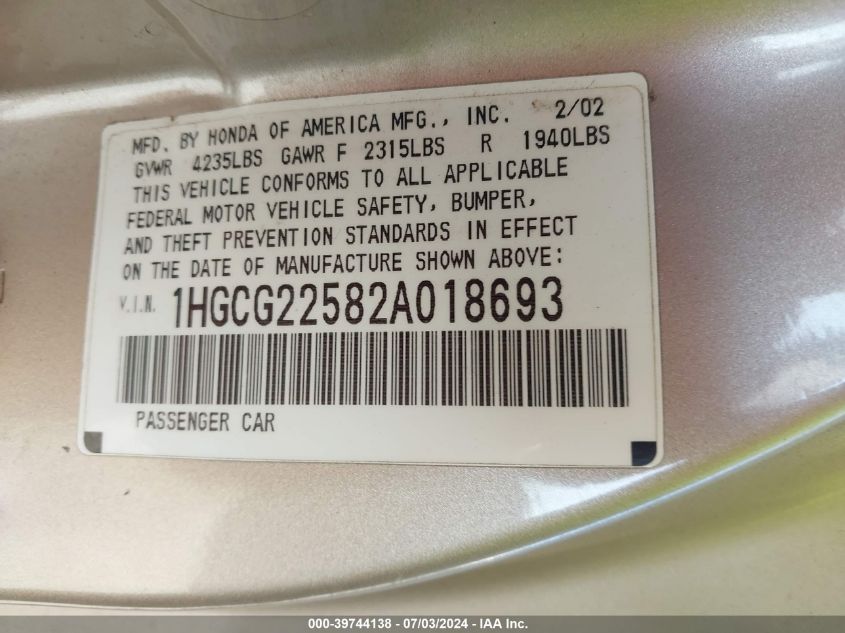 MFD. BY HONDA OF AMERICA MFG., INC. 2/02
GVWR 4235LBS GAWR F 2315LBS R 1940LBS
THIS VEHICLE CONFORMS TO ALL APPLICABLE
FEDERAL MOTOR VEHICLE SAFETY, BUMPER,
AND THEFT PREVENTION STANDARDS IN EFFECT
ON THE DATE OF MANUFACTURE SHOWN ABOVE:
V.I.N. 1HGCG22582A018693
PASSENGER CAR
000-39744138 - 07/03/2024 - IAA Inc.